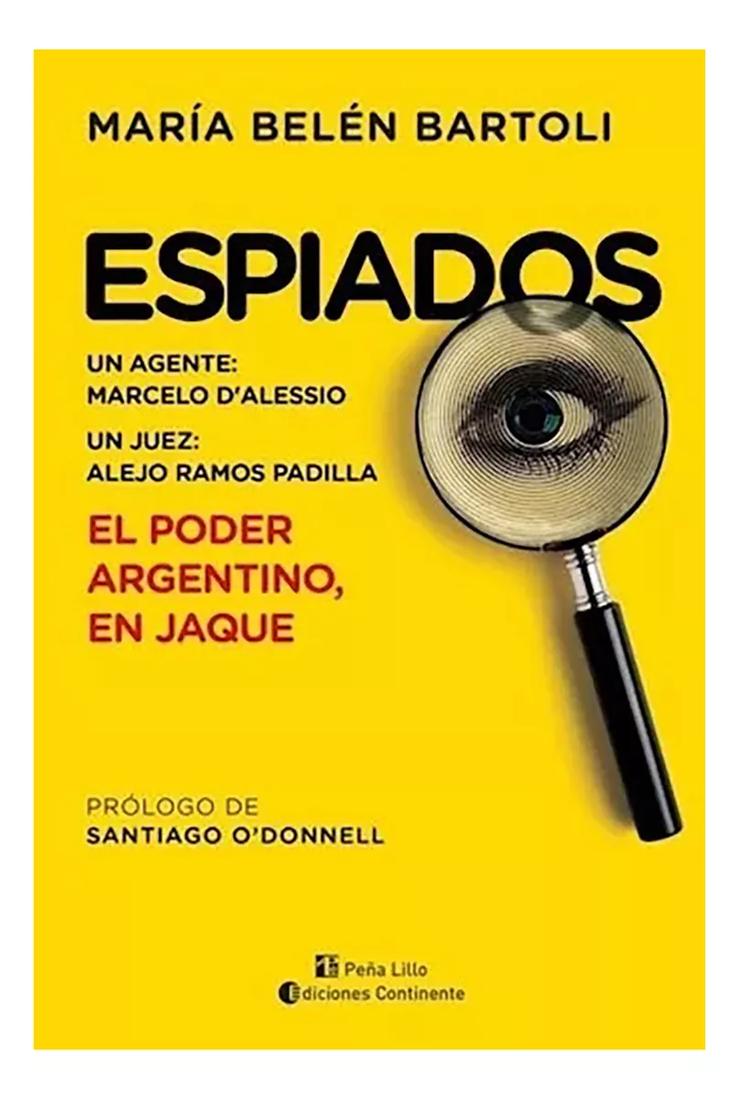 MARÍA BELÉN BARTOLI
ESPIADOS
UN AGENTE:
MARCELO D'ALESSIO
UN JUEZ:
ALEJO RAMOS PADILLA
EL PODER
ARGENTINO,
EN JAQUE
PRÓLOGO DE
SANTIAGO O'DONNELL
Peña Lillo
Ediciones Continente